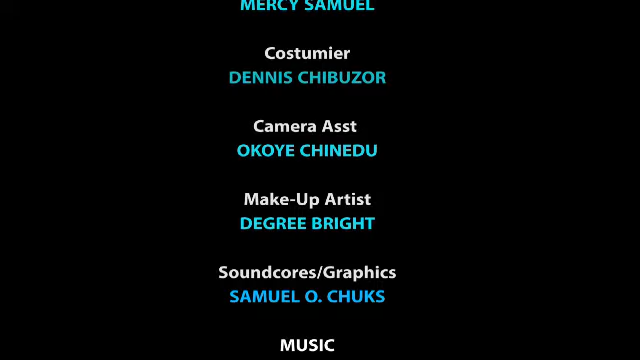 MERCY SAMUEL
Costumier
DENNIS CHIBUZOR
Camera Asst
OKOYE CHINEDU
Make-Up Artist
DEGREE BRIGHT
Soundcores/Graphics
SAMUEL O. CHUKS
MUSIC